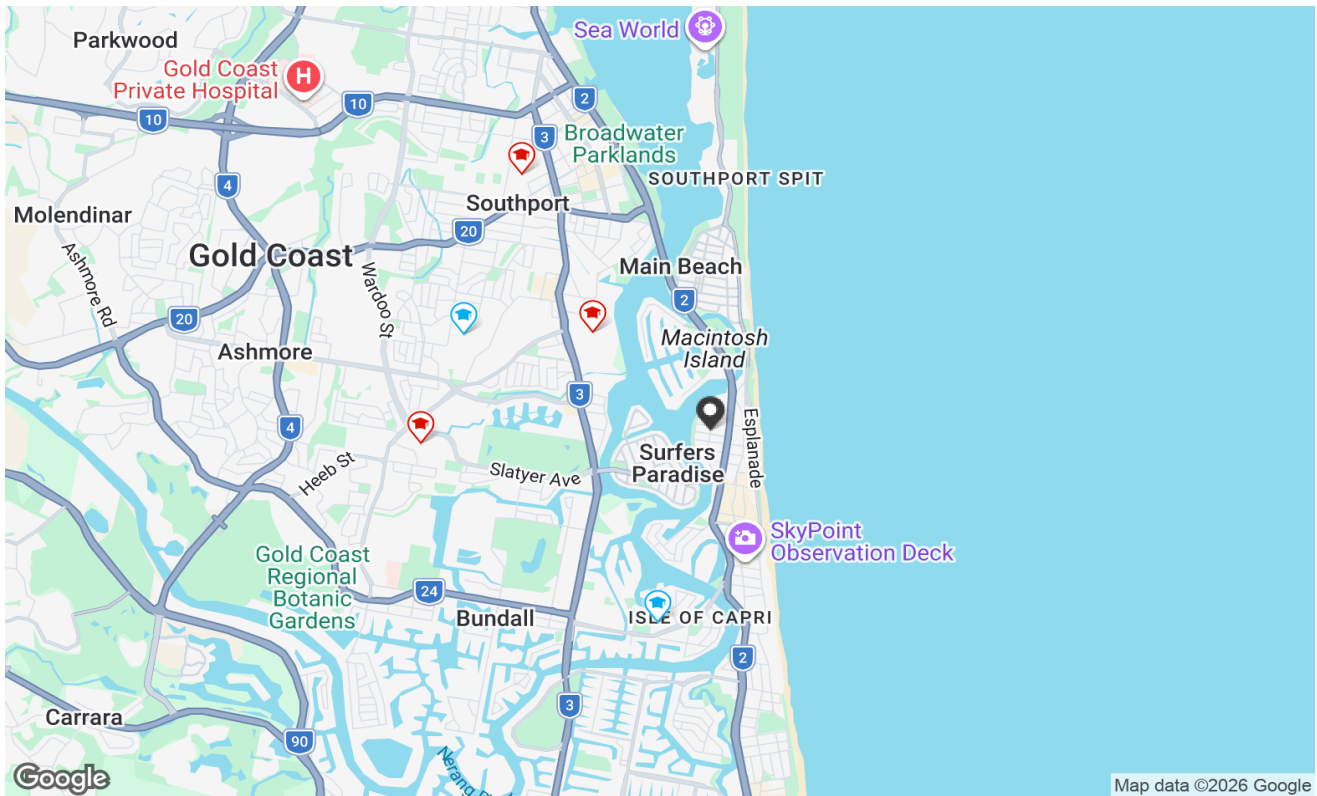 Sea World
Parkwood
Gold Coast
Private Hospital
H
10
10
2
3
Broadwater
Parklands
SOUTHPORT SPIT
4
Molendinar
Southport
20
Gold Coast
Ashmore Rd
Wardoo St
Main Beach
2
20
Macintosh
Island
Ashmore
3
4
Esplanade
Surfers
Paradise
Heeb St
Slatyer Ave
SkyPoint
Observation Deck
Gold Coast
Regional
Botanic
Gardens
24
Bundall
ISLE OF CAPRI
2
3
Carrara
90
Nerang
Google
Map data ©2026 Google